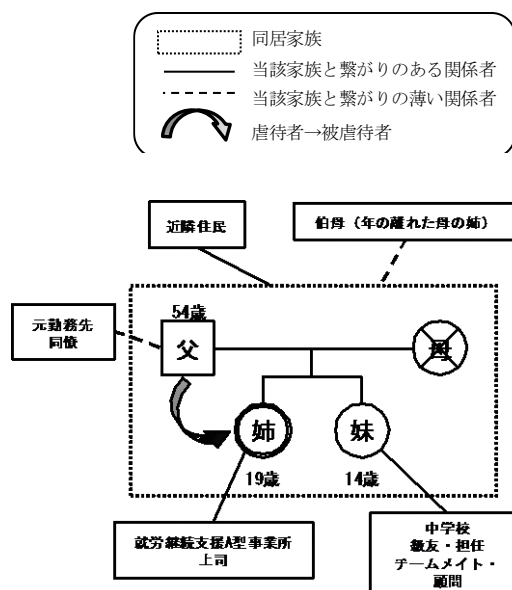 同居家族
当該家族と繋がりのある関係者
当該家族と繋がりの薄い関係者
虐待者→被虐待者
近隣住民
伯母（年の離れた母の姉）
元勤務先
同僚
54歳
父
母
姉
妹
19歳
14歳
就労継続支援A型事業所
上司
中学校
級友・担任
チームメイト・
顧問